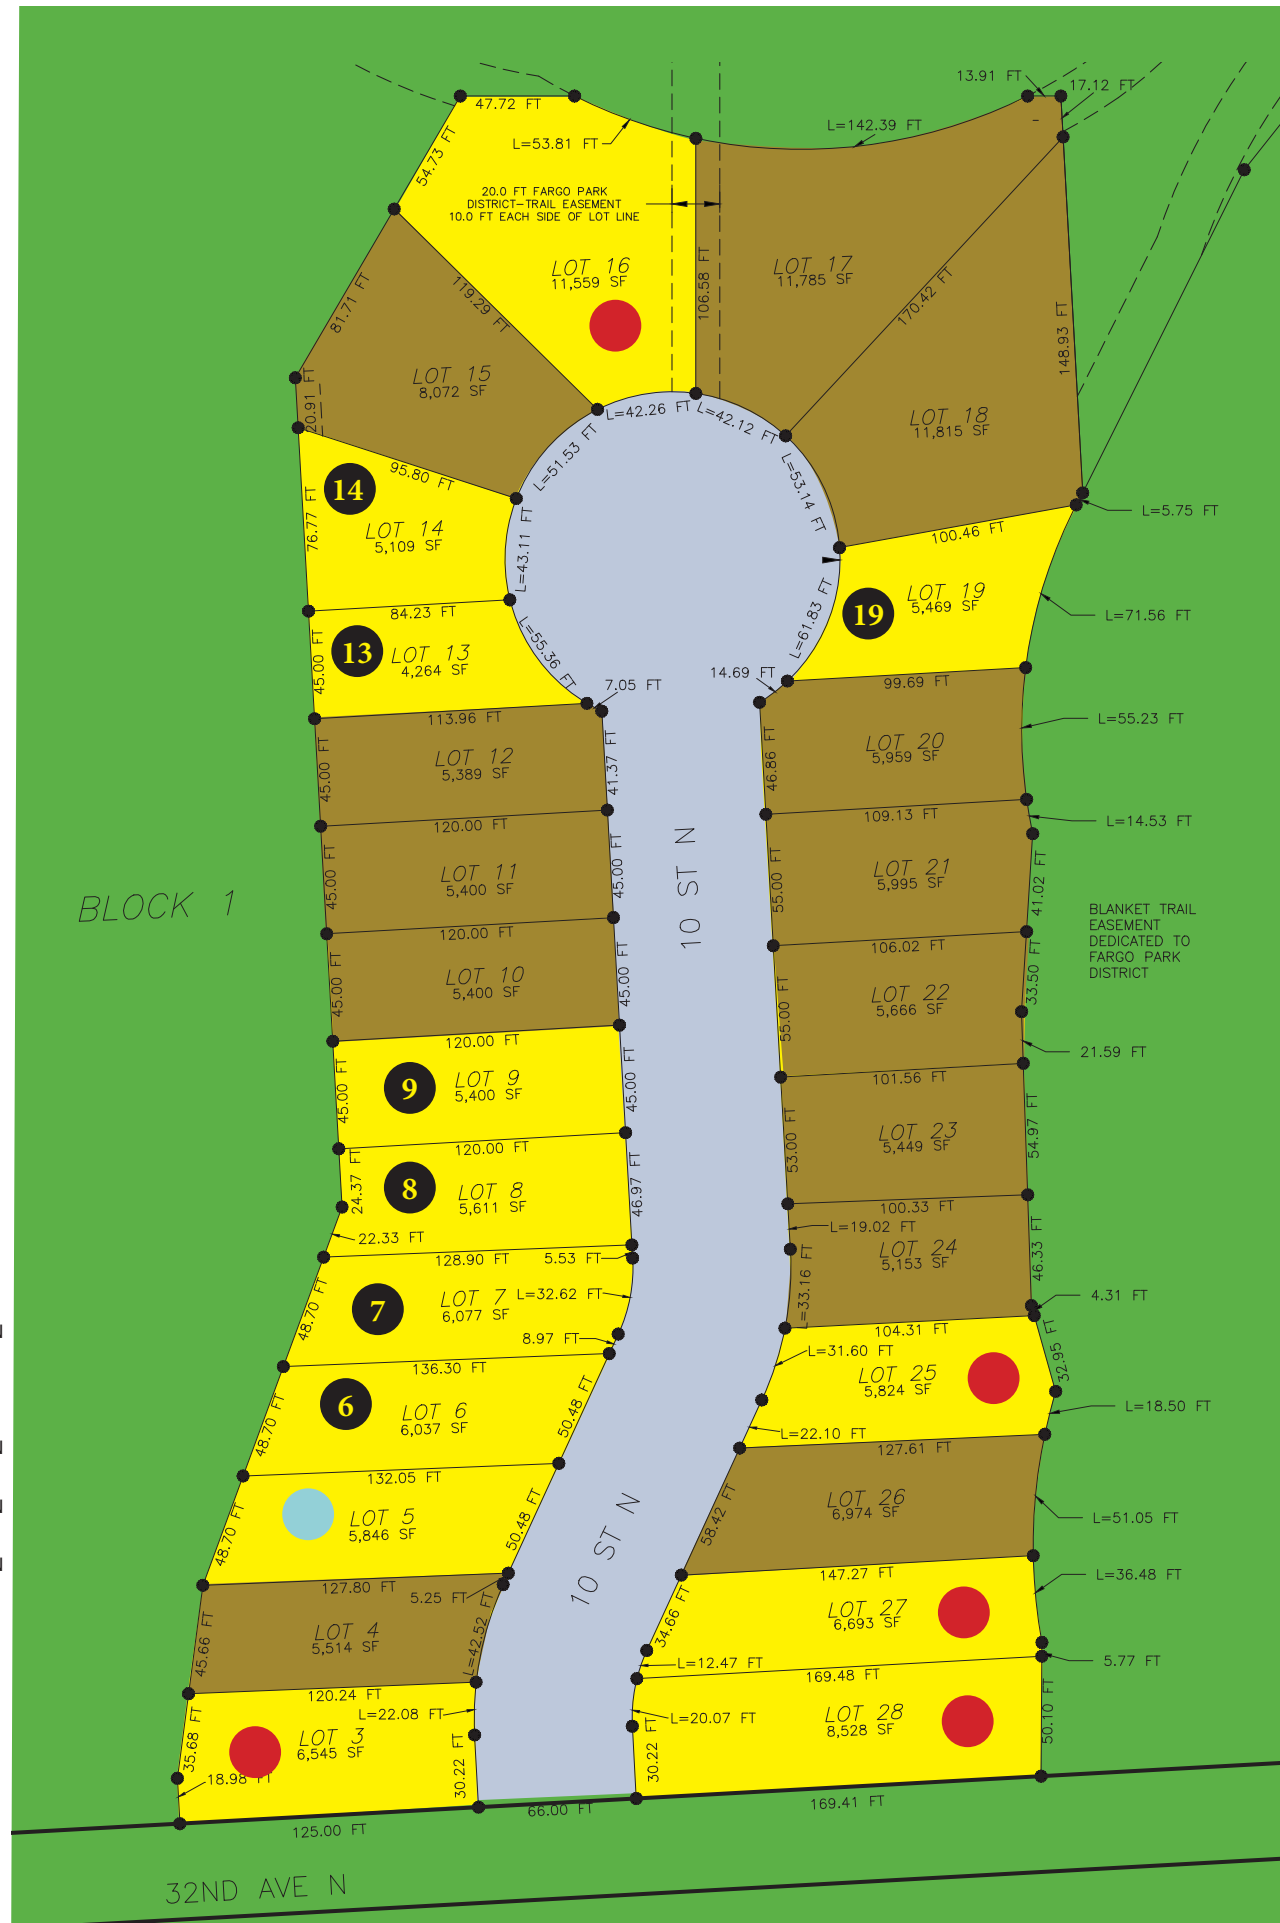 13.91 FT
17.12 FT
47.72 FT
L=53.81 FT
L=142.39 FT
54.73 FT
20.0 FT FARGO PARK
DISTRICT-TRAIL EASEMENT
10.0 FT EACH SIDE OF LOT LINE
LOT 16
11,559 SF
106.58 FT
LOT 17
11,785 SF
170.42 FT
148.93 FT
119.29 FT
81.71 FT
LOT 15
8,072 SF
20.91 FT
L=42.26 FT
L=42.12 FT
LOT 18
11,815 SF
L=51.53 FT
L=53.14 FT
95.80 FT
14
LOT 14
5,109 SF
76.77 FT
L=43.11 FT
L=5.75 FT
100.46 FT
LOT 19
5,469 SF
19
L=61.83 FT
L=71.56 FT
84.23 FT
13
LOT 13
4,264 SF
45.00 FT
L=55.36 FT
7.05 FT
14.69 FT
99.69 FT
113.96 FT
L=55.23 FT
LOT 12
5,389 SF
45.00 FT
41.37 FT
46.86 FT
LOT 20
5,959 SF
120.00 FT
109.13 FT
L=14.53 FT
LOT 11
5,400 SF
45.00 FT
45.00 FT
10 ST N
55.00 FT
LOT 21
5,995 SF
41.02 FT
BLOCK 1
BLANKET TRAIL
EASEMENT
DEDICATED TO
FARGO PARK
DISTRICT
120.00 FT
106.02 FT
LOT 10
5,400 SF
45.00 FT
45.00 FT
55.00 FT
LOT 22
5,666 SF
33.50 FT
21.59 FT
120.00 FT
101.56 FT
9
LOT 9
5,400 SF
45.00 FT
45.00 FT
53.00 FT
LOT 23
5,449 SF
54.97 FT
120.00 FT
8
LOT 8
5,611 SF
24.37 FT
46.97 FT
100.33 FT
L=19.02 FT
22.33 FT
128.90 FT
5.53 FT
LOT 24
5,153 SF
46.33 FT
L=33.16 FT
7
LOT 7
6,077 SF
L=32.62 FT
48.70 FT
8.97 FT
4.31 FT
104.31 FT
136.30 FT
L=31.60 FT
LOT 25
5,824 SF
32.95 FT
6
LOT 6
6,037 SF
48.70 FT
50.48 FT
L=18.50 FT
L=22.10 FT
127.61 FT
132.05 FT
LOT 5
5,846 SF
48.70 FT
50.48 FT
10 ST N
58.42 FT
LOT 26
6,974 SF
L=51.05 FT
127.80 FT
5.25 FT
147.27 FT
L=36.48 FT
LOT 4
5,514 SF
45.66 FT
L=42.52 FT
34.66 FT
LOT 27
6,693 SF
L=12.47 FT
5.77 FT
120.24 FT
169.48 FT
L=22.08 FT
L=20.07 FT
LOT 3
6,545 SF
35.68 FT
18.98 FT
30.22 FT
30.22 FT
LOT 28
8,528 SF
50.10 FT
125.00 FT
66.00 FT
169.41 FT
32ND AVE N